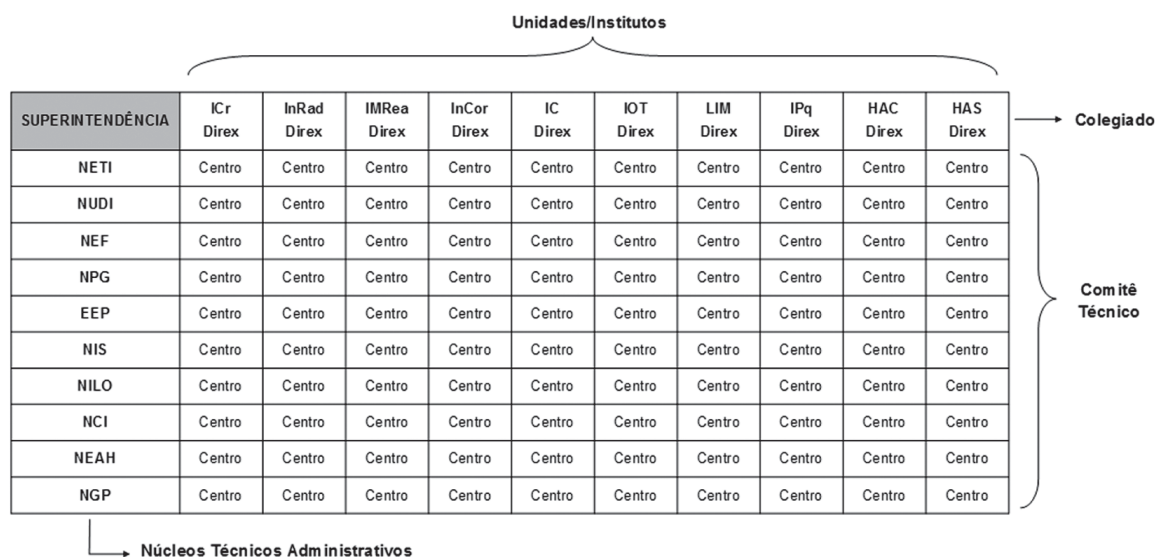 Unidades/Institutos
SUPERINTENDÊNCIA ICr Direx InRad Direx IMRea Direx InCor Direx IC Direx IOT Direx LIM Direx IPq Direx HAC Direx HAS Direx Colegiado
NETI Centro Centro Centro Centro Centro Centro Centro Centro Centro Centro
NUDI Centro Centro Centro Centro Centro Centro Centro Centro Centro Centro
NEF Centro Centro Centro Centro Centro Centro Centro Centro Centro Centro
NPG Centro Centro Centro Centro Centro Centro Centro Centro Centro Centro
EEP Centro Centro Centro Centro Centro Centro Centro Centro Centro Centro
NIS Centro Centro Centro Centro Centro Centro Centro Centro Centro Centro
NILO Centro Centro Centro Centro Centro Centro Centro Centro Centro Centro
NCI Centro Centro Centro Centro Centro Centro Centro Centro Centro Centro
NEAH Centro Centro Centro Centro Centro Centro Centro Centro Centro Centro
NGP Centro Centro Centro Centro Centro Centro Centro Centro Centro Centro
Comitê
Técnico
Núcleos Técnicos Administrativos